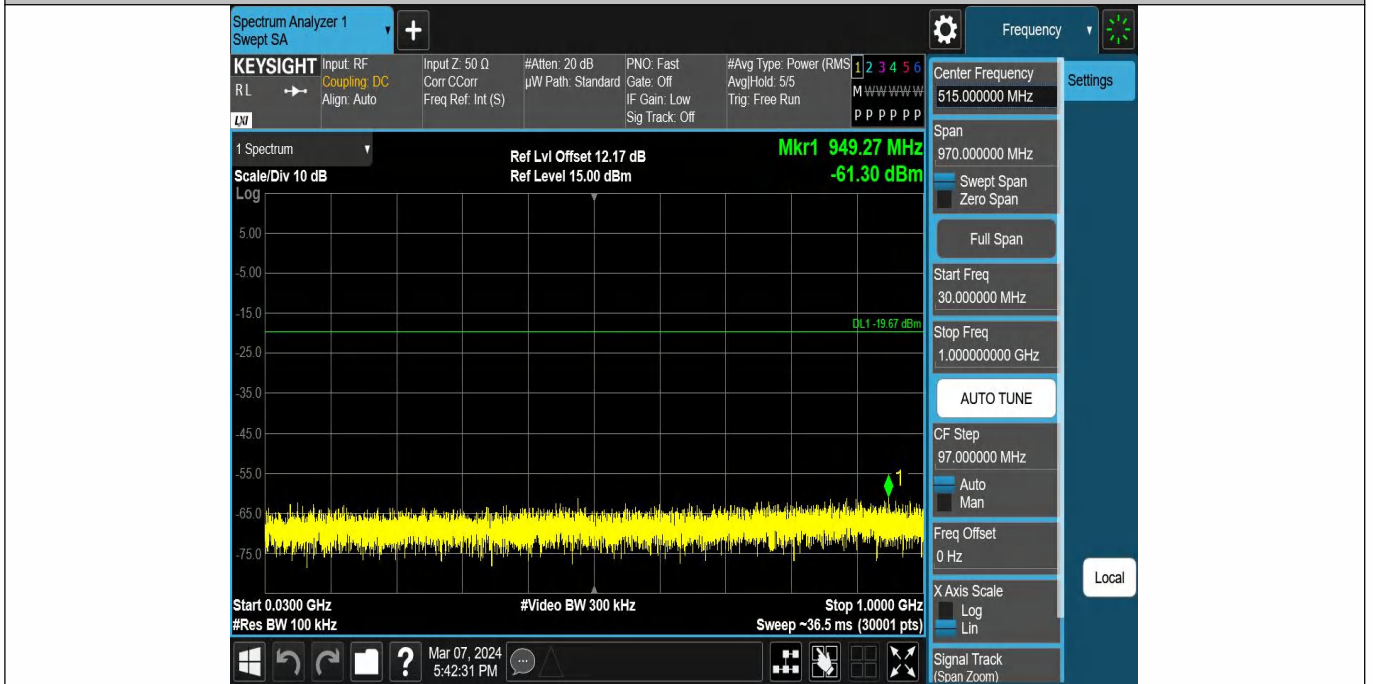 Spectrum Analyzer 1
Swept SA
+
Frequency
KEYSIGHT
RL
LXI
Input: RF
Coupling: DC
Align: Auto
Input Z: 50 Ω
Corr CCorr
Freq Ref: Int (S)
#Atten: 20 dB
µW Path: Standard
PNO: Fast
Gate: Off
IF Gain: Low
Sig Track: Off
#Avg Type: Power (RMS
Avg|Hold: 5/5
Trig: Free Run
1 2 3 4 5 6
M W W W W W
P P P P P P
Center Frequency
515.000000 MHz
Settings
1 Spectrum
Scale/Div 10 dB
Log
Ref Lvl Offset 12.17 dB
Ref Level 15.00 dBm
Mkr1 949.27 MHz
-61.30 dBm
Span
970.000000 MHz
Swept Span
Zero Span
Full Span
Start Freq
30.000000 MHz
Stop Freq
1.000000000 GHz
AUTO TUNE
CF Step
97.000000 MHz
Auto
Man
Freq Offset
0 Hz
X Axis Scale
Log
Lin
Signal Track
(Span Zoom)
Local
5.00
-5.00
-15.0
DL1 -19.67 dBm
-25.0
-35.0
-45.0
-55.0
1
-65.0
-75.0
Start 0.0300 GHz
#Res BW 100 kHz
#Video BW 300 kHz
Stop 1.0000 GHz
Sweep ~36.5 ms (30001 pts)
?
Mar 07, 2024
5:42:31 PM